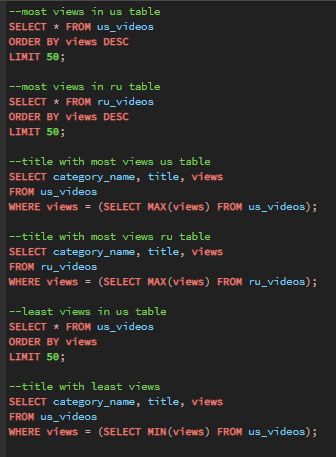 --most views in us table
SELECT * FROM us_videos
ORDER BY views DESC
LIMIT 50;
--most views in ru table
SELECT * FROM ru_videos
ORDER BY views DESC
LIMIT 50;
--title with most views us table
SELECT category_name, title, views
FROM us_videos
WHERE views = (SELECT MAX(views) FROM us_videos);
--title with most views ru table
SELECT category_name, title, views
FROM ru_videos
WHERE views = (SELECT MAX(views) FROM ru_videos);
--least views in us table
SELECT * FROM us_videos
ORDER BY views
LIMIT 50;
--title with least views
SELECT category_name, title, views
FROM us_videos
WHERE views = (SELECT MIN(views) FROM us_videos);